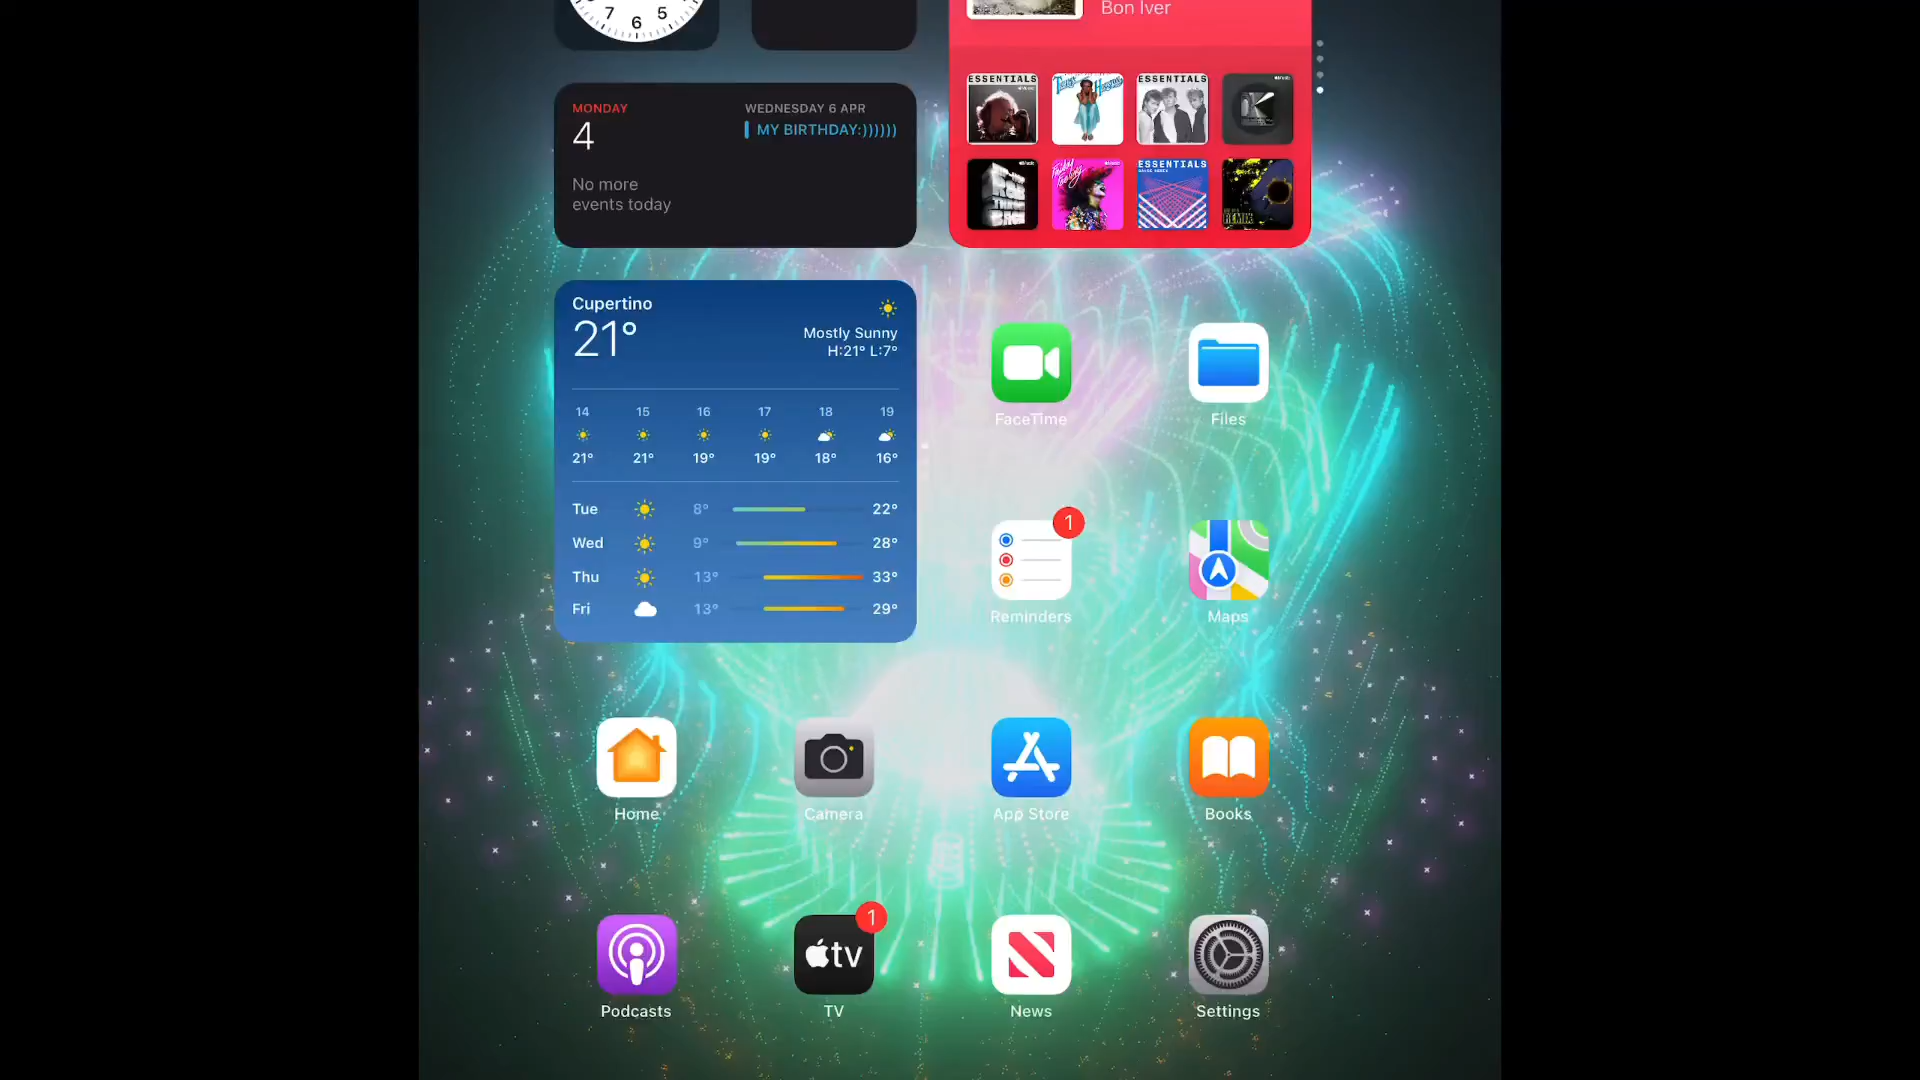 7 6 5
Bon Iver
MONDAY
4
No more
events today
WEDNESDAY 6 APR
MY BIRTHDAY:))))))
ESSENTIALS
ESSENTIALS
ESSENTIALS
REMIX
Cupertino
21°
Mostly Sunny
H:21° L:7°
14 15 16 17 18 19
21° 21° 19° 19° 18° 16°
Tue 8° 22°
Wed 9° 28°
Thu 13° 33°
Fri 13° 29°
FaceTime
Files
1
Reminders
Maps
Home
Camera
App Store
Books
1
tv
Podcasts
TV
News
Settings